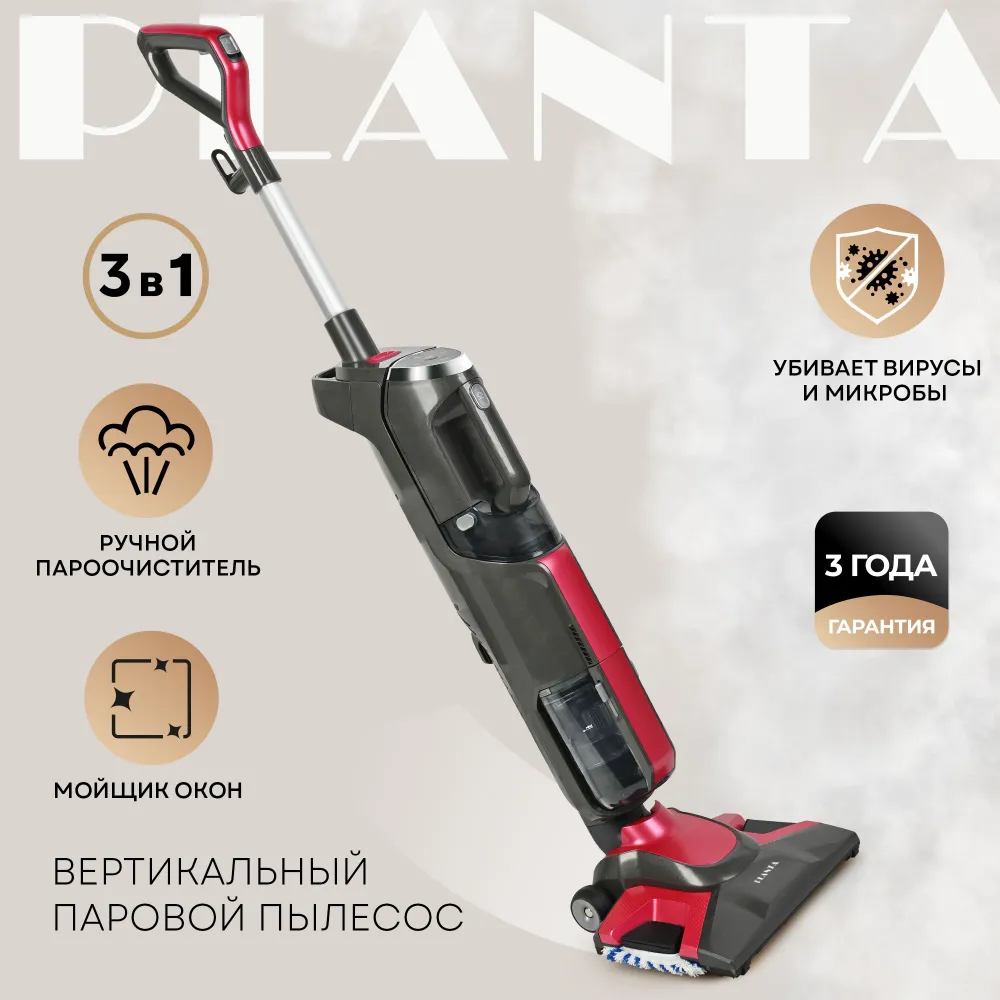 PLANTA
3 в 1
УБИВАЕТ ВИРУСЫ
И МИКРОБЫ
РУЧНОЙ
ПАРООЧИСТИТЕЛЬ
3 ГОДА
ГАРАНТИЯ
МОЙЩИК ОКОН
ВЕРТИКАЛЬНЫЙ
ПАРОВОЙ ПЫЛЕСОС
PLANTA